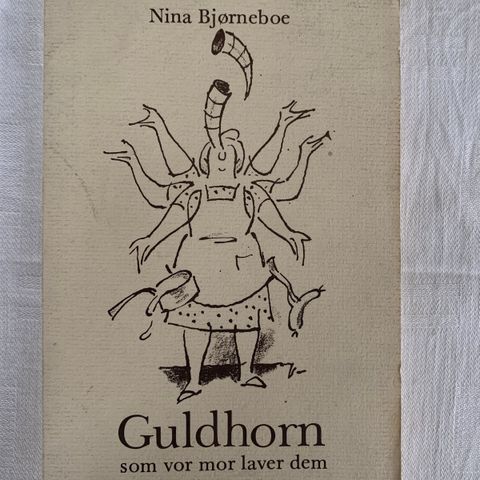 Nina Bjørneboe
Guldhorn
som vor mor laver dem